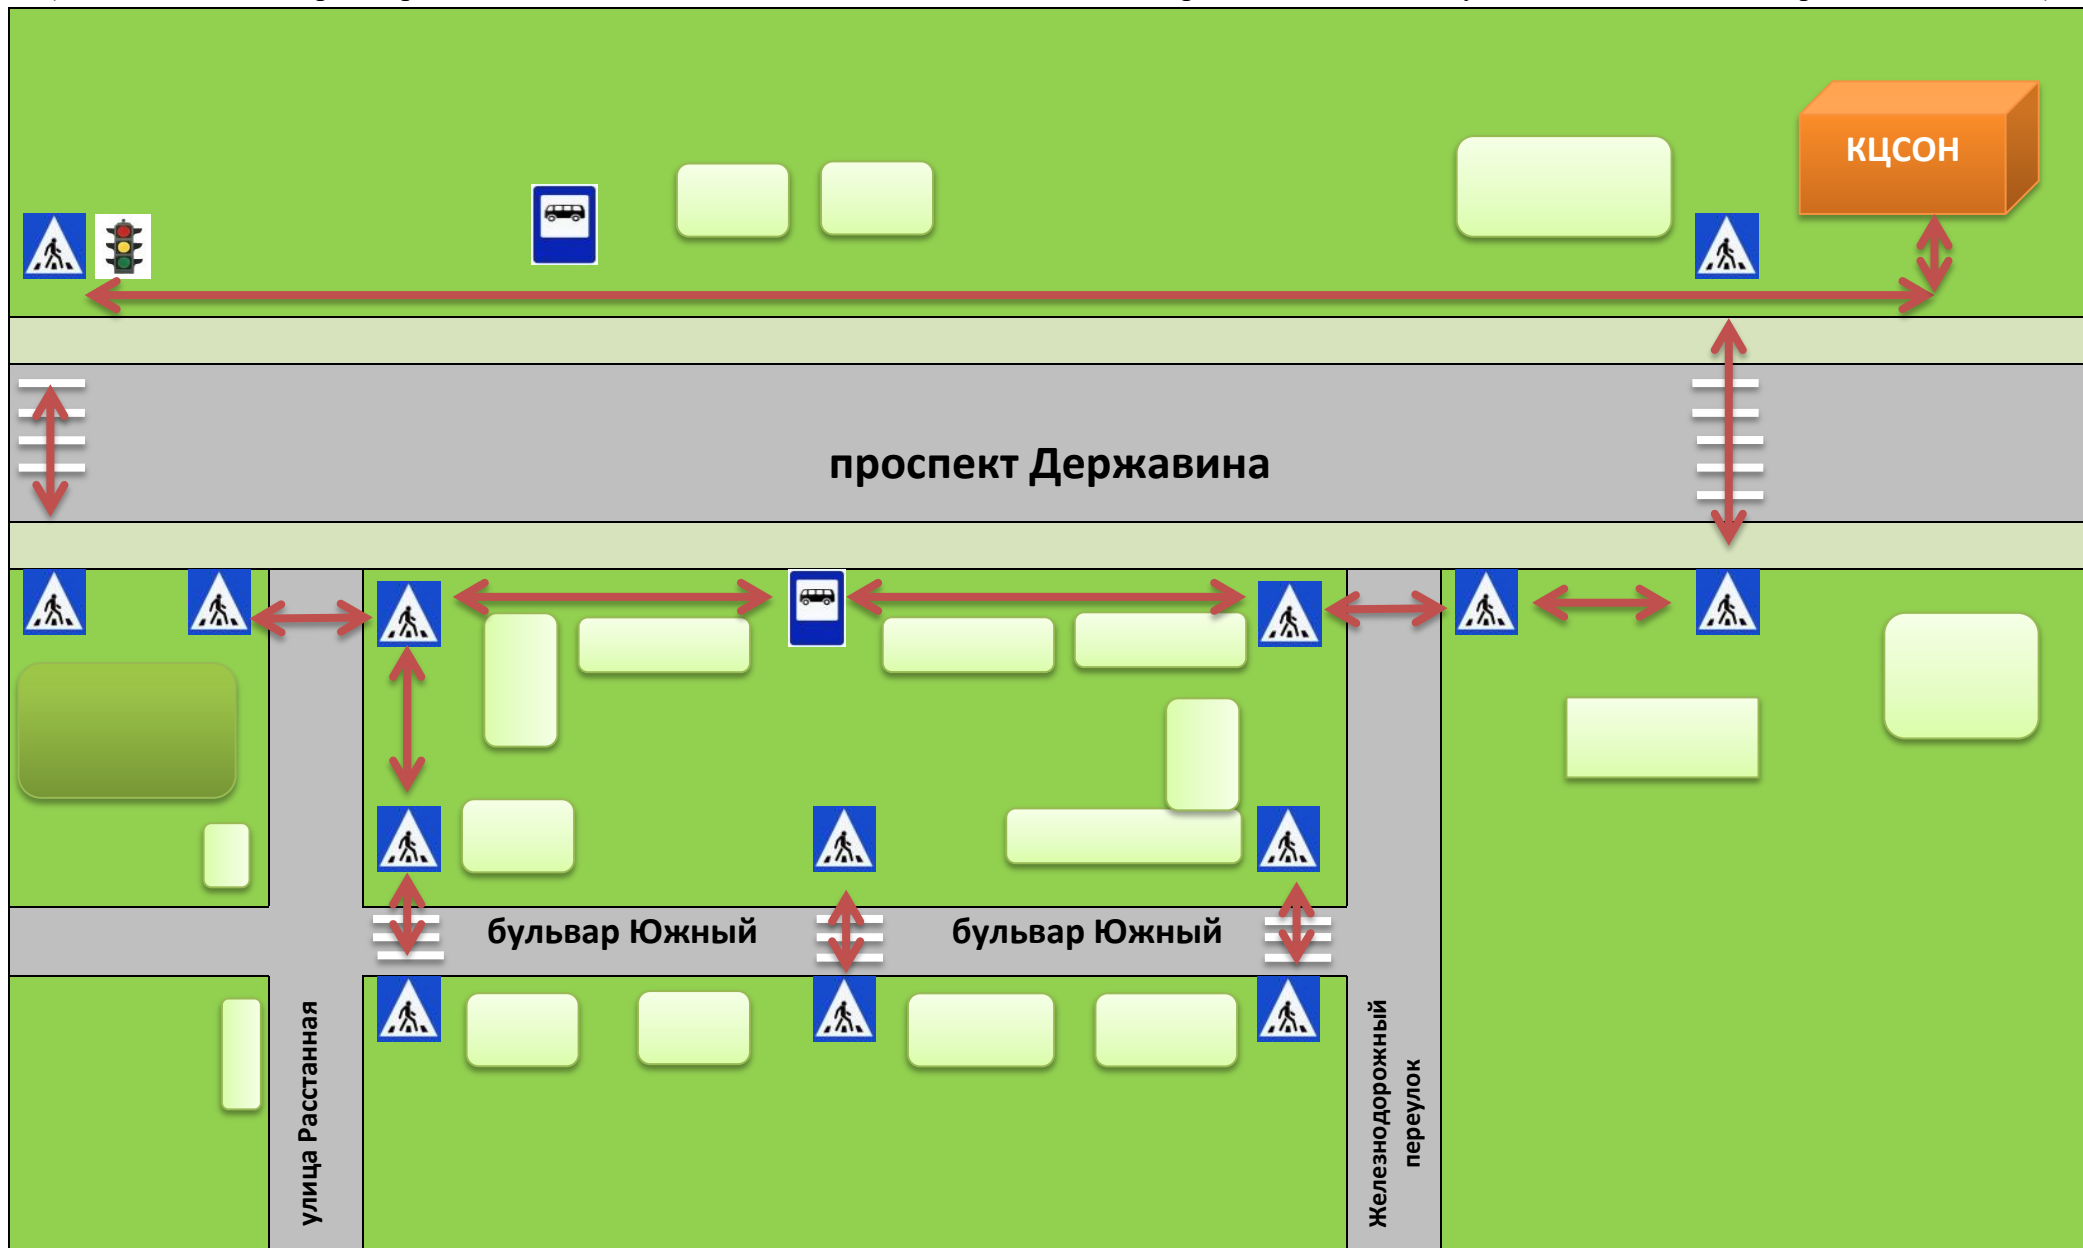 КЦСОН
проспект Державина
бульвар Южный
бульвар Южный
улица Расстанная
Железнодорожный
переулок